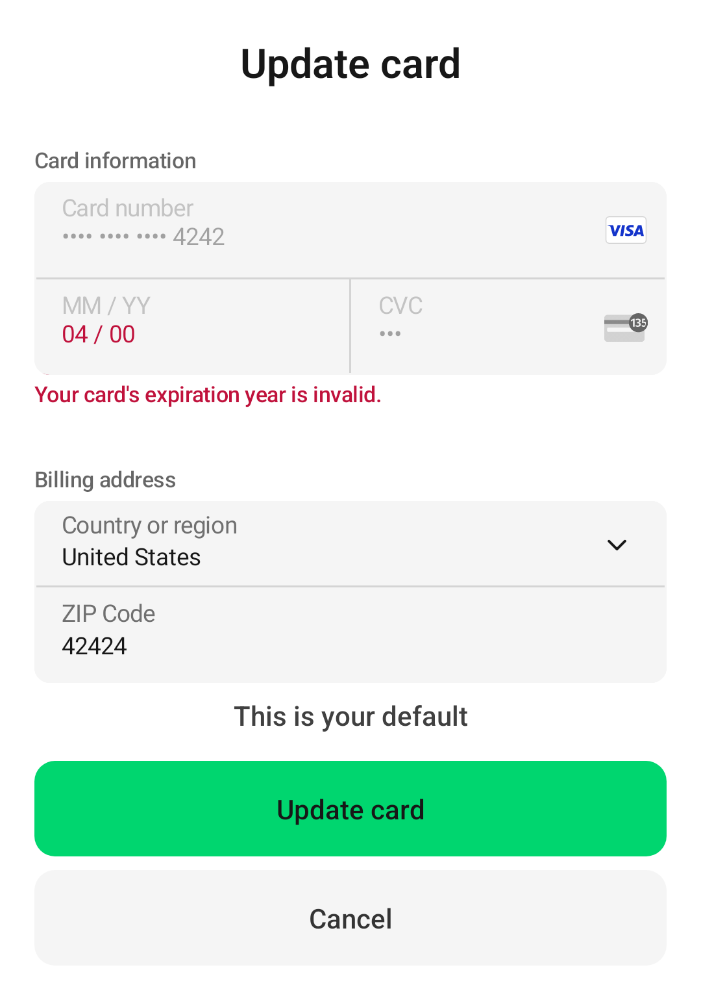 Update card
Card information
Card number
•••• •••• •••• 4242
VISA
MM / YY
04 / 00
CVC
•••
135
Your card's expiration year is invalid.
Billing address
Country or region
United States
ZIP Code
42424
This is your default
Update card
Cancel